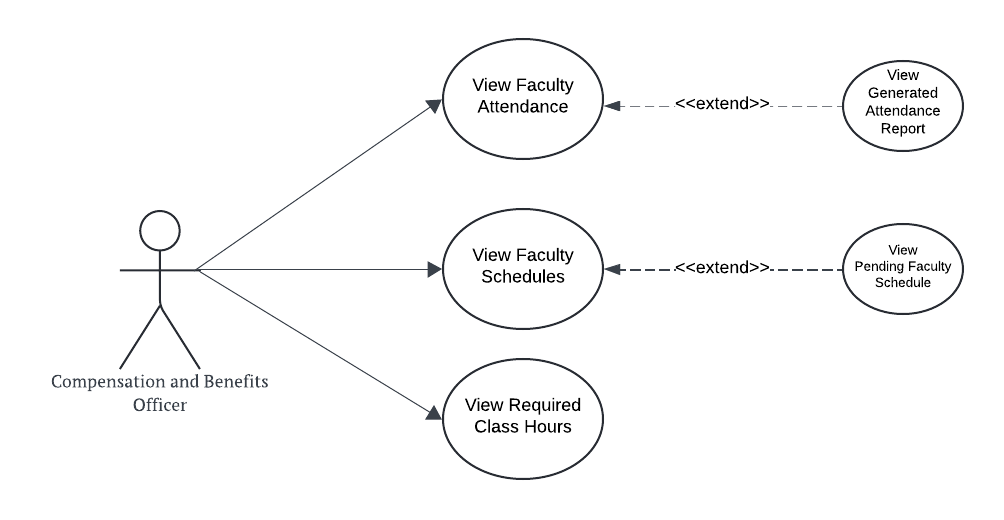 View Faculty
Attendance
<<extend>>
View
Generated
Attendance
Report
View Faculty
Schedules
<<extend>>
View
Pending Faculty
Schedule
Compensation and Benefits
Officer
View Required
Class Hours